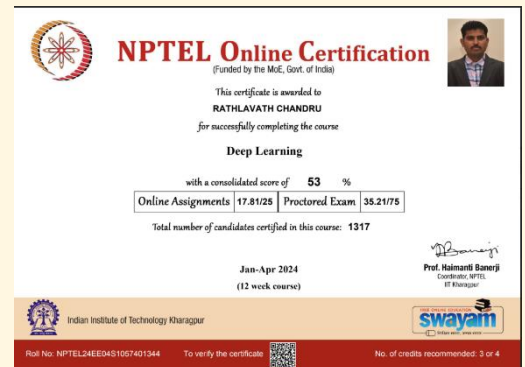 NPTEL Online Certification
(Funded by the MoE, Govt. of India)
This certificate is awarded to
RATHLAVATH CHANDRU
for successfully completing the course
Deep Learning
with a consolidated score of 53 %
Online Assignments 17.81/25 Proctored Exam 35.21/75
Total number of candidates certified in this course: 1317
Jan-Apr 2024
(12 week course)
Prof. Haimanti Banerji
Coordinator, NPTEL
IIT Kharagpur
Indian Institute of Technology Kharagpur
FREE ONLINE EDUCATION
swayam
Roll No: NPTEL24EE04S1057401344 To verify the certificate No. of credits recommended: 3 or 4